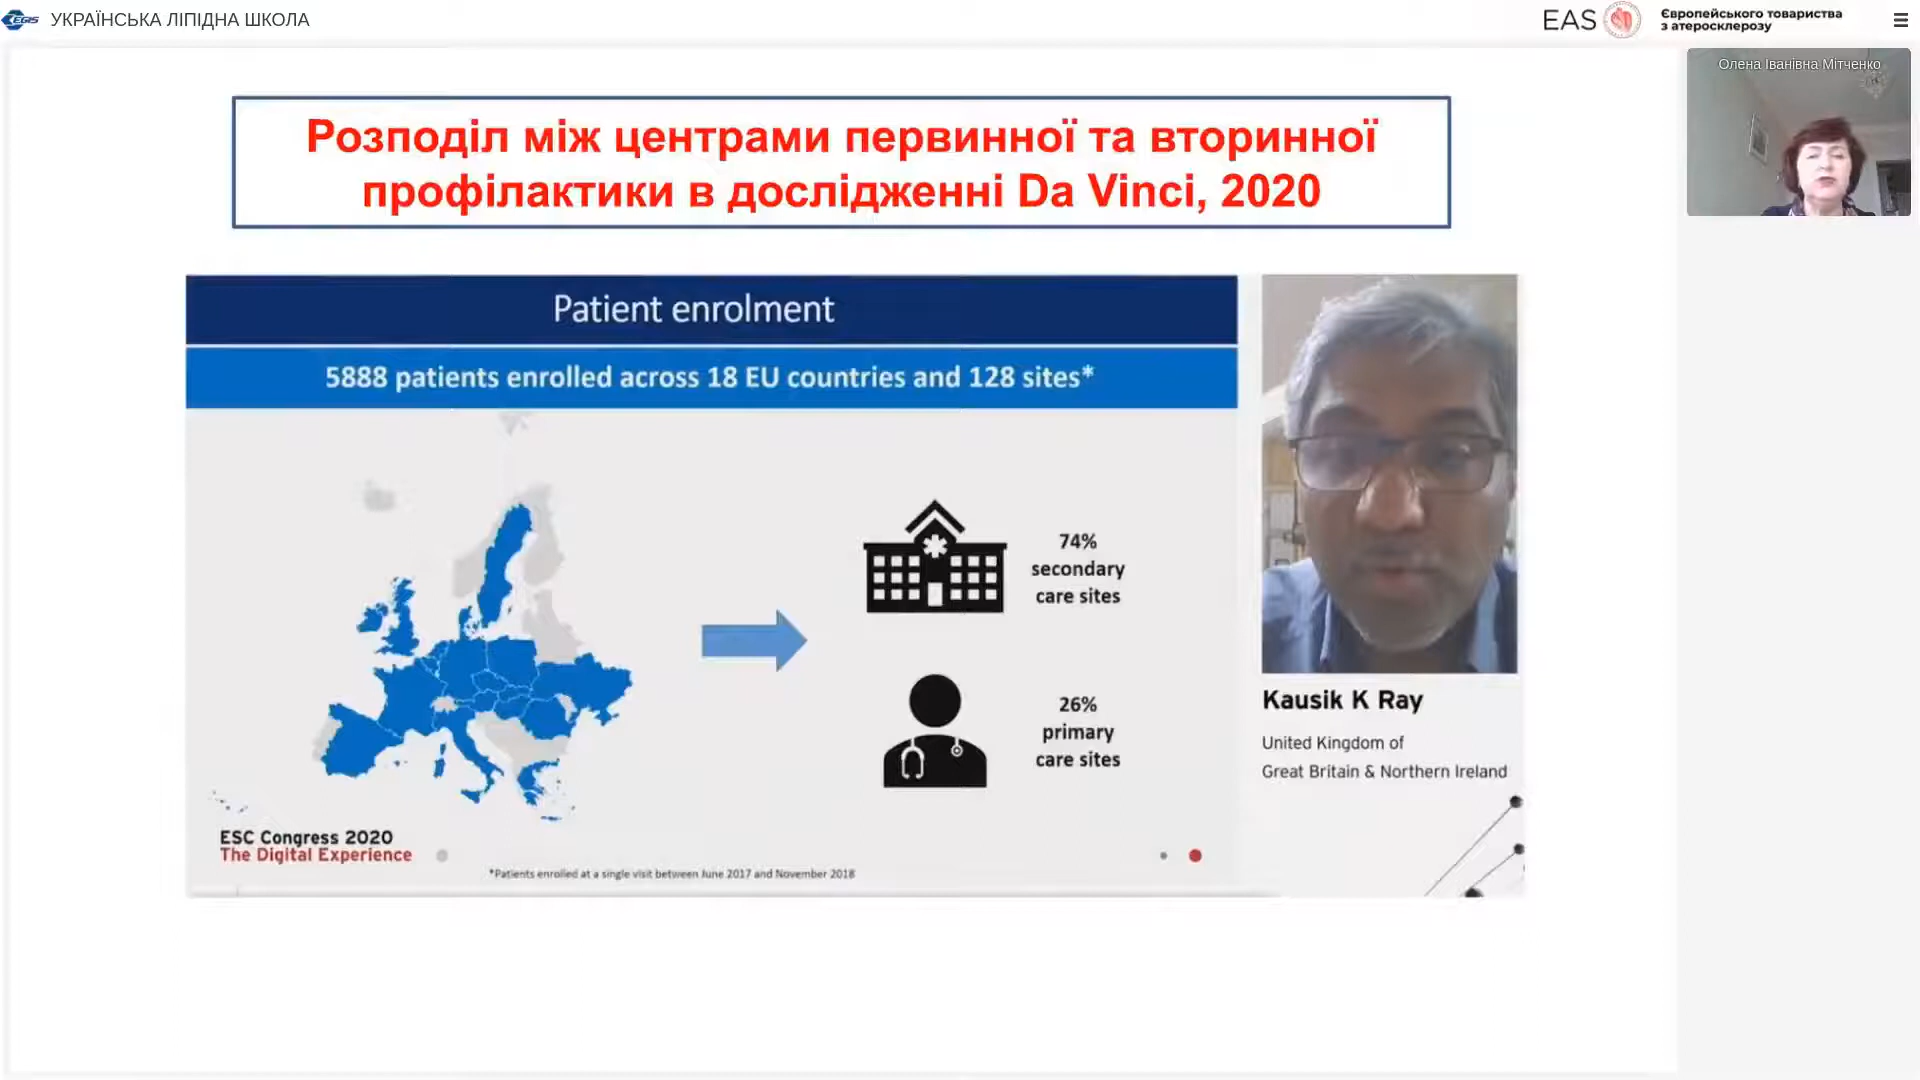 EGIS
УКРАЇНСЬКА ЛІПІДНА ШКОЛА
EAS
Європейського товариства
з атеросклерозу
Олена Іванівна Мітченко
Розподіл між центрами первинної та вторинної
профілактики в дослідженні Da Vinci, 2020
Patient enrolment
5888 patients enrolled across 18 EU countries and 128 sites*
74%
secondary
care sites
26%
primary
care sites
Kausik K Ray
United Kingdom of
Great Britain & Northern Ireland
ESC Congress 2020
The Digital Experience
*Patients enrolled at a single visit between June 2017 and November 2018